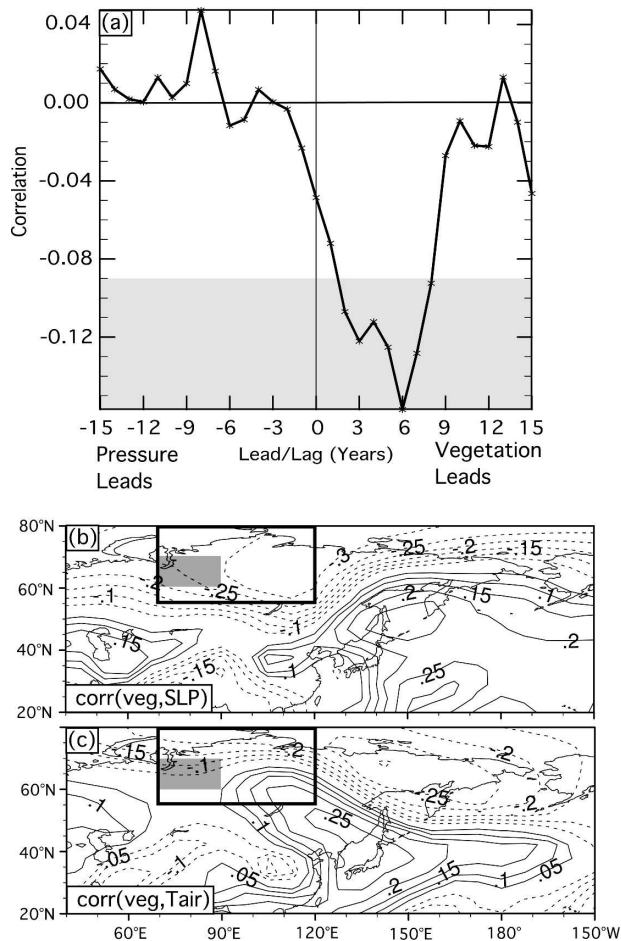 (a)
0.04
0.00
-0.04
-0.08
-0.12
Correlation
-15 -12 -9 -6 -3 0 3 6 9 12 15
Pressure Leads
Lead/Lag (Years)
Vegetation Leads
(b)
80°N
60°N
40°N
20°N
.25 -.2 -.15
-.3
-.2 .25
-.1 -.1
.2 .15 .1
.15 .2
-.15 .1
.25
corr(veg,SLP)
(c)
80°N
60°N
40°N
20°N
-.15 -.2 -.2
-.1
-.25 -.2
.1 .1 .25
.05 -.1
.05 .2 .15 .1 .05
corr(veg,Tair)
60°E 90°E 120°E 150°E 180° 150°W